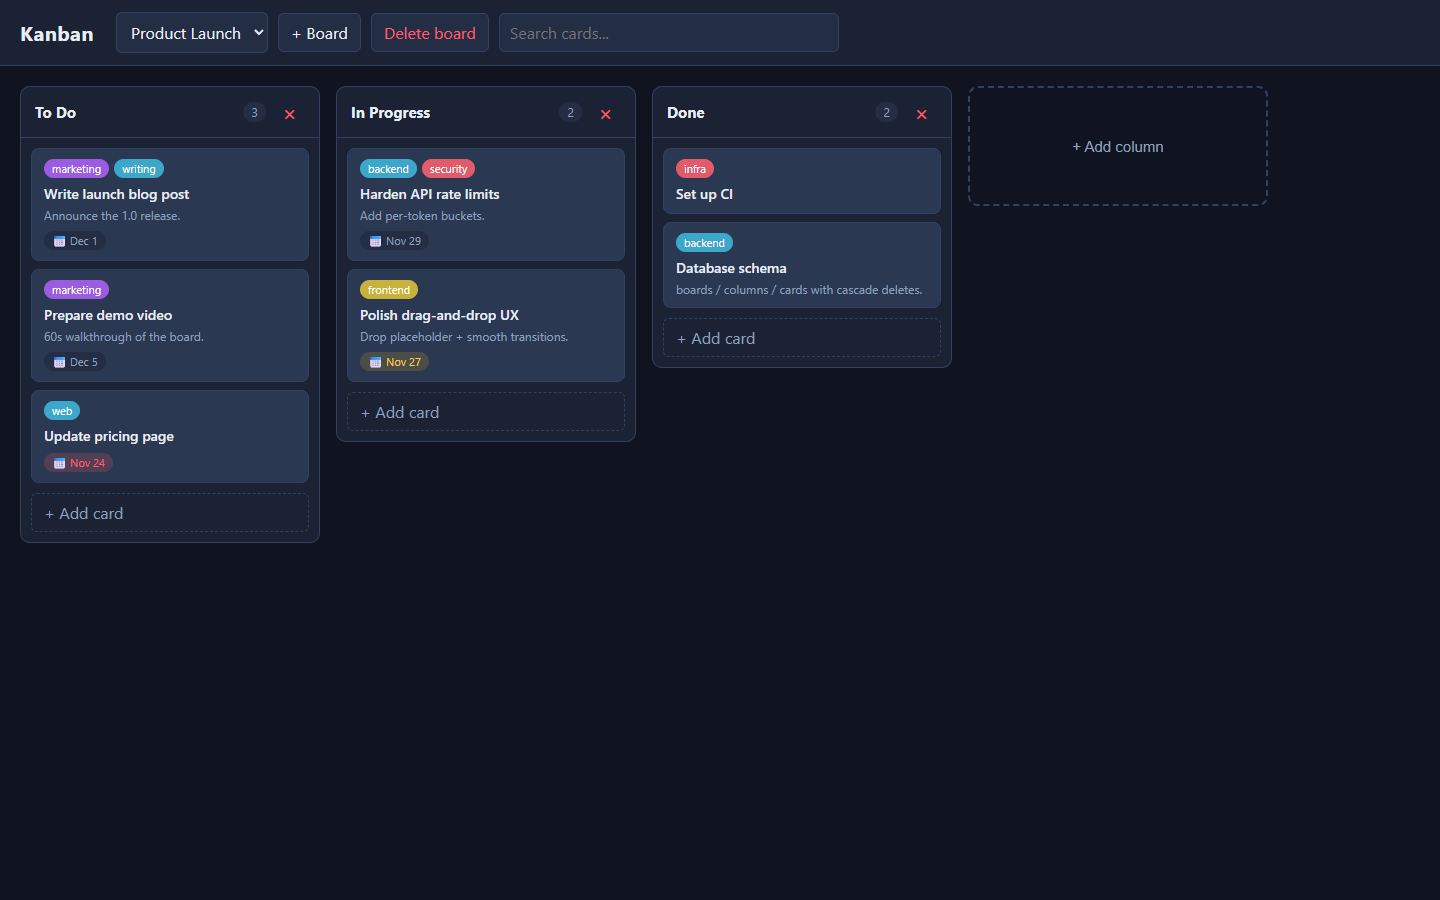 Kanban
Product Launch
+ Board
Delete board
Search cards...
To Do
3
×
marketing
writing
Write launch blog post
Announce the 1.0 release.
Dec 1
marketing
Prepare demo video
60s walkthrough of the board.
Dec 5
web
Update pricing page
Nov 24
+ Add card
In Progress
2
×
backend
security
Harden API rate limits
Add per-token buckets.
Nov 29
frontend
Polish drag-and-drop UX
Drop placeholder + smooth transitions.
Nov 27
+ Add card
Done
2
×
infra
Set up CI
backend
Database schema
boards / columns / cards with cascade deletes.
+ Add card
+ Add column